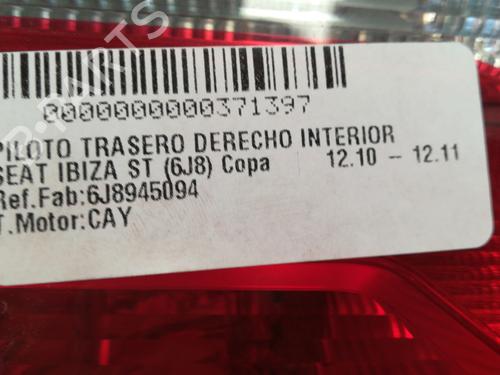 0000000000371397
PILOTO TRASERO DERECHO INTERIOR
SEAT IBIZA ST (6J8) Copa 12.10 – 12.11
Ref.Fab:6J8945094
T.Motor:CAY